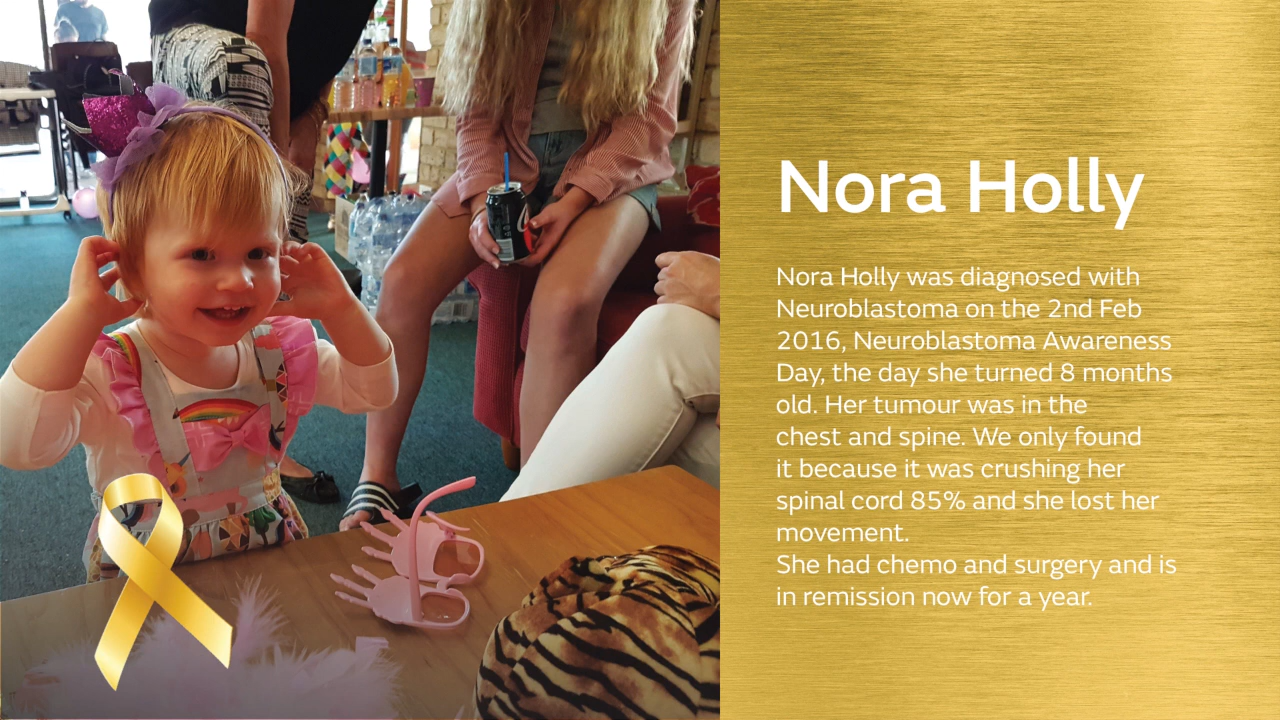 Nora Holly
Nora Holly was diagnosed with
Neuroblastoma on the 2nd Feb
2016, Neuroblastoma Awareness
Day, the day she turned 8 months
old. Her tumour was in the
chest and spine. We only found
it because it was crushing her
spinal cord 85% and she lost her
movement.
She had chemo and surgery and is
in remission now for a year.